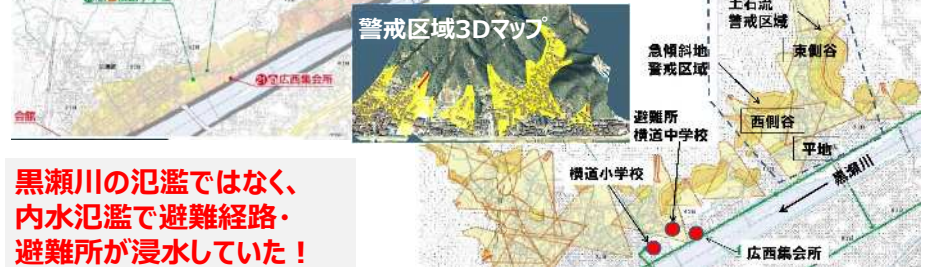 警戒区域3Dマップ
㉑広西集会所
会館
土石流
警戒区域
東側谷
急傾斜地
警戒区域
避難所
横道中学校
西側谷
平地
横道小学校
黒瀬川
広西集会所
黒瀬川の氾濫ではなく、
内水氾濫で避難経路・
避難所が浸水していた！